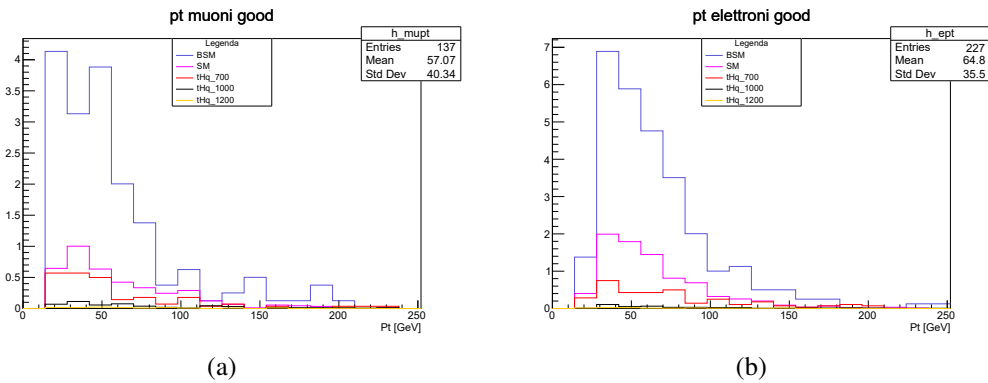 pt muoni good
h_mupt
Entries 137
Mean 57.07
Std Dev 40.34
Legenda
BSM
SM
tHq_700
tHq_1000
tHq_1200
4
3.5
3
2.5
2
1.5
1
0.5
0
0 50 100 150 200 250
Pt [GeV]
(a)
pt elettroni good
h_ept
Entries 227
Mean 64.8
Std Dev 35.5
Legenda
BSM
SM
tHq_700
tHq_1000
tHq_1200
7
6
5
4
3
2
1
0
0 50 100 150 200 250
Pt [GeV]
(b)